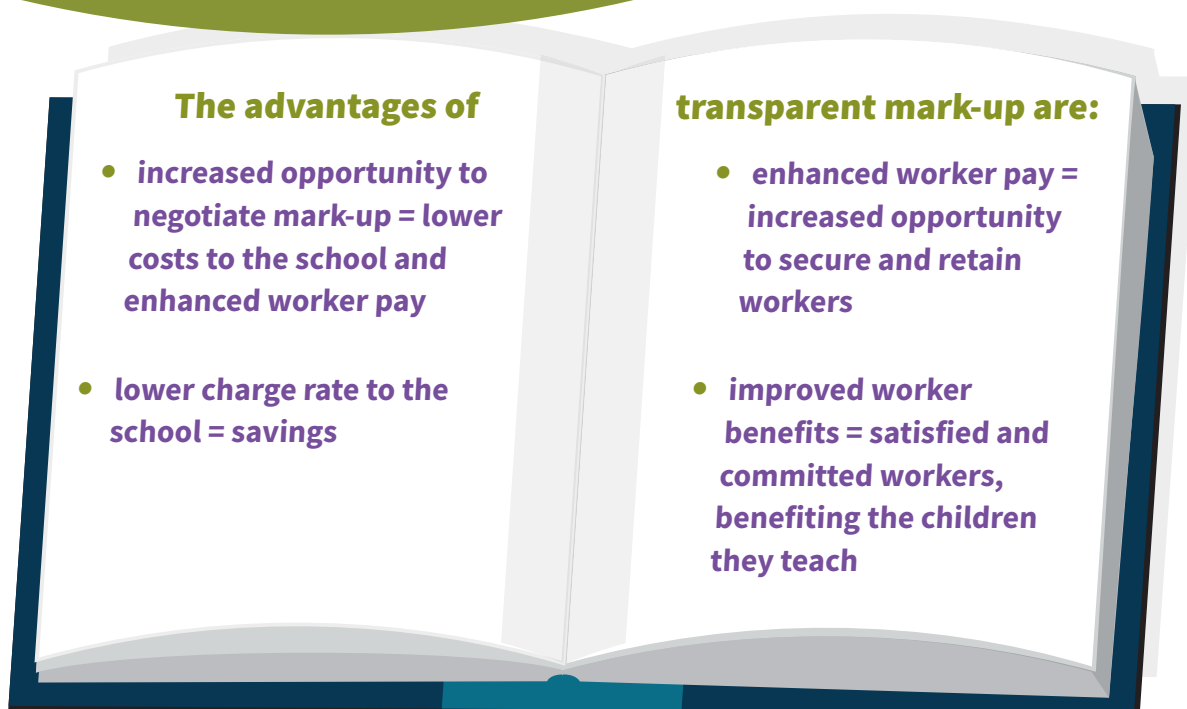 The advantages of
transparent mark-up are:
• increased opportunity to
negotiate mark-up = lower
costs to the school and
enhanced worker pay
• lower charge rate to the
school = savings
• enhanced worker pay =
increased opportunity
to secure and retain
workers
• improved worker
benefits = satisfied and
committed workers,
benefiting the children
they teach